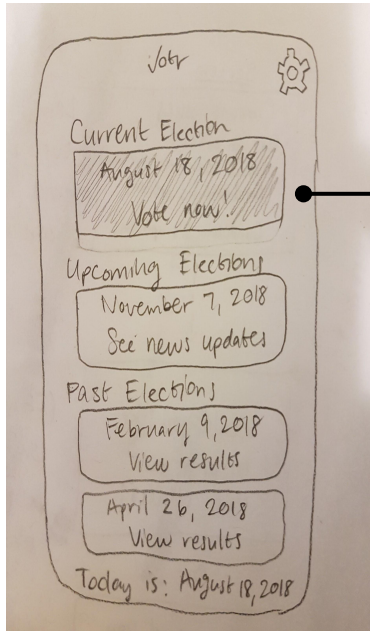 Votr
Current Election
August 18, 2018
Vote now!
Upcoming Elections
November 7, 2018
See news updates
Past Elections
February 9, 2018
View results
April 26, 2018
View results
Today is: August 18, 2018